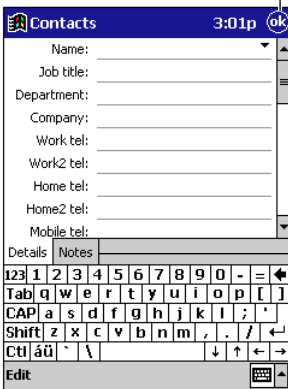 Contacts 3:01p ok
Name:
Job title:
Department:
Company:
Work tel:
Work2 tel:
Home tel:
Home2 tel:
Mobile tel:
Details Notes
123 1 2 3 4 5 6 7 8 9 0 - =
Tab q w e r t y u i o p [ ]
CAP a s d f g h j k l ; '
Shift z x c v b n m , . /
Ctl áü ` \
Edit